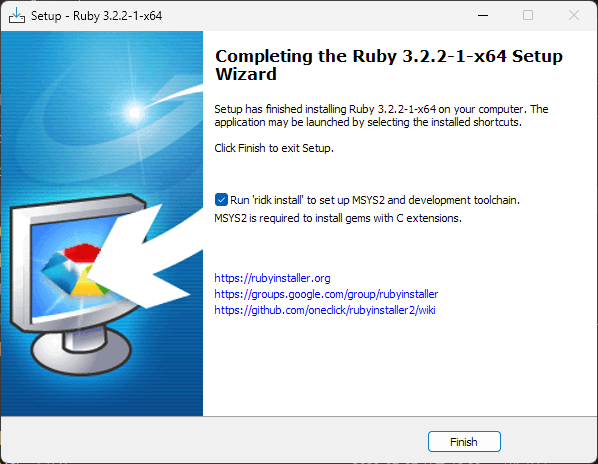 Setup - Ruby 3.2.2-1-x64
Completing the Ruby 3.2.2-1-x64 Setup
Wizard
Setup has finished installing Ruby 3.2.2-1-x64 on your computer. The
application may be launched by selecting the installed shortcuts.
Click Finish to exit Setup.
Run 'ridk install' to set up MSYS2 and development toolchain.
MSYS2 is required to install gems with C extensions.
https://rubyinstaller.org
https://groups.google.com/group/rubyinstaller
https://github.com/oneclick/rubyinstaller2/wiki
Finish